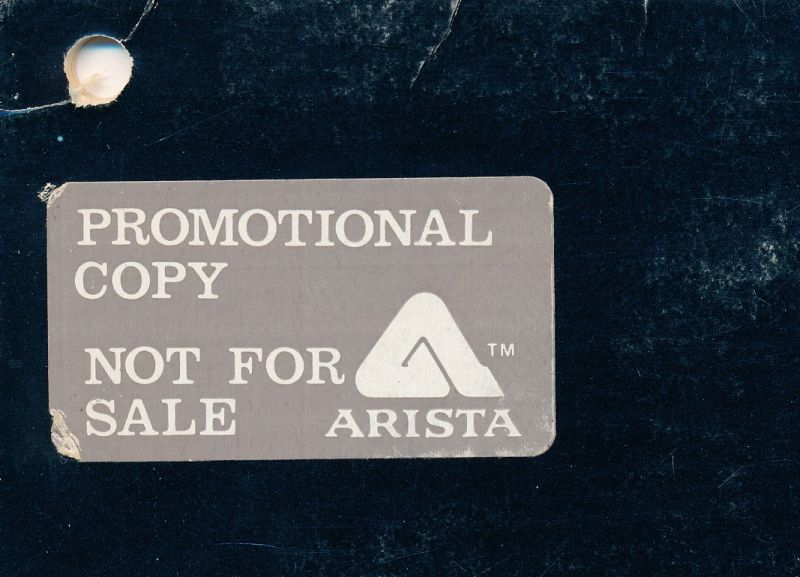 PROMOTIONAL
COPY
NOT FOR
SALE
TM
ARISTA